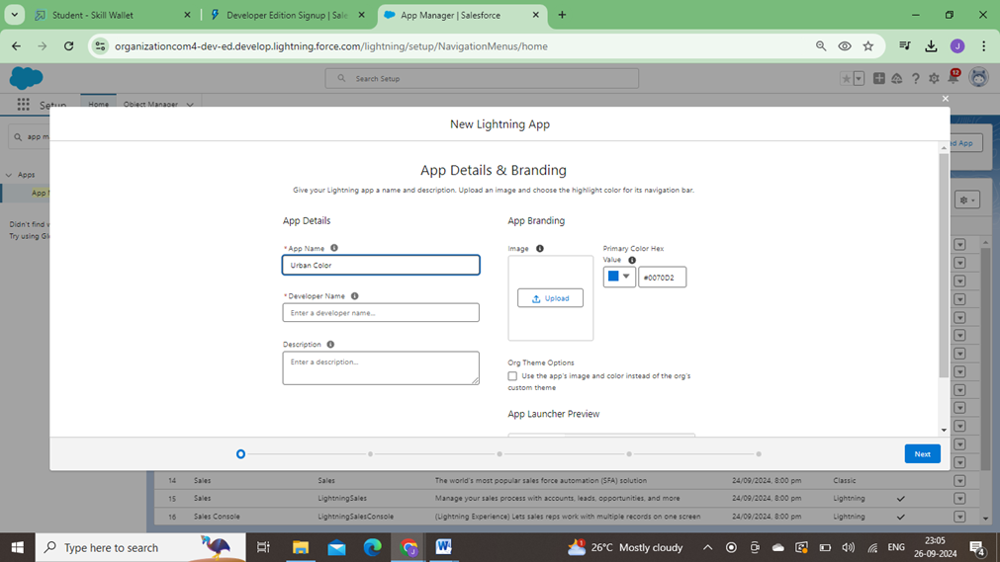 Student - Skill Wallet
Developer Edition Signup | Sale
App Manager | Salesforce
organizationcom4-dev-ed.develop.lightning.force.com/lightning/setup/NavigationMenus/home
J
Search Setup
12
Setup
Home
Object Manager
app m
Apps
App
Didn't find
Try using Gl
ed App
New Lightning App
App Details & Branding
Give your Lightning app a name and description. Upload an image and choose the highlight color for its navigation bar.
App Details
* App Name
Urban Color
* Developer Name
Enter a developer name...
Description
Enter a description...
App Branding
Image
Upload
Primary Color Hex
Value
#0070D2
Org Theme Options
Use the app's image and color instead of the org's
custom theme
App Launcher Preview
Next
14 Sales Sales The world's most popular sales force automation (SFA) solution 24/09/2024, 8:00 pm Classic
15 Sales LightningSales Manage your sales process with accounts, leads, opportunities, and more 24/09/2024, 8:00 pm Lightning
16 Sales Console LightningSalesConsole (Lightning Experience) Lets sales reps work with multiple records on one screen 24/09/2024, 8:00 pm Lightning
Type here to search
26°C Mostly cloudy
ENG
23:05
26-09-2024
4